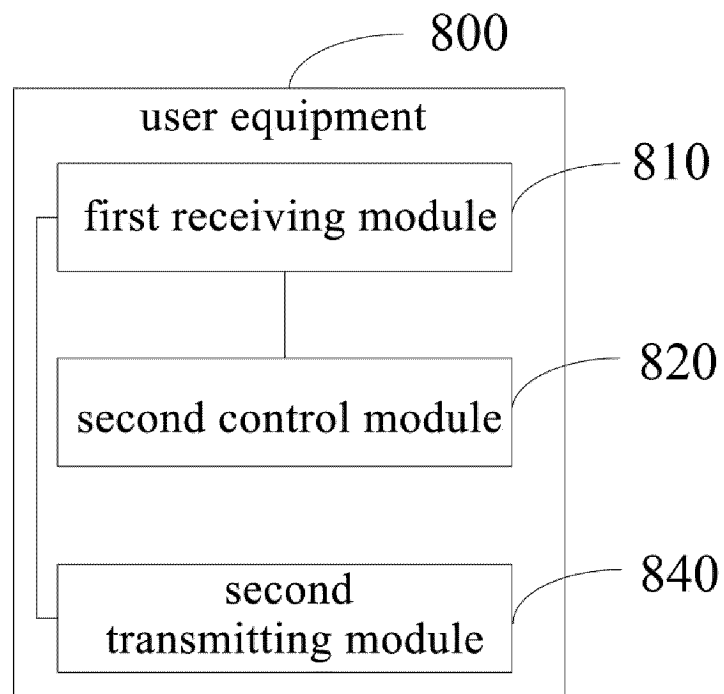 800
user equipment
810
first receiving module
820
second control module
840
second
transmitting module